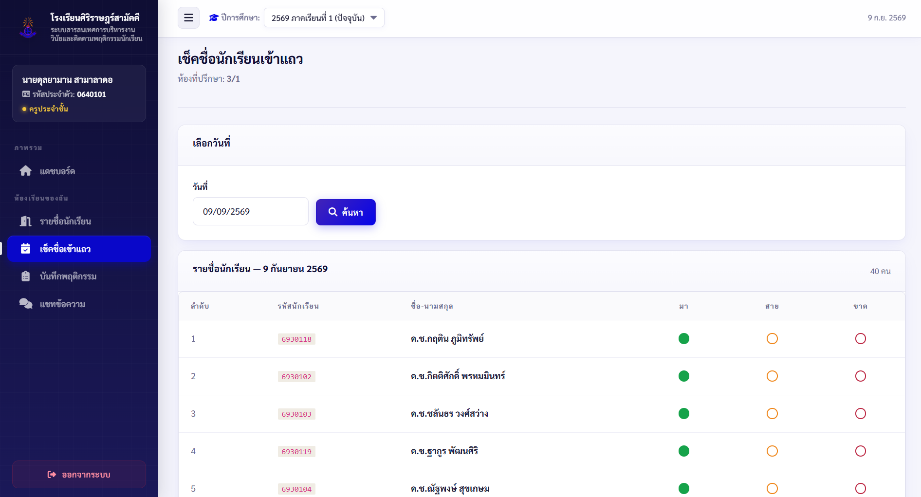 โรงเรียนศิริราษฎร์สามัคคี
ระบบสารสนเทศการบริหารงาน
วินัยและติดตามพฤติกรรมนักเรียน
นายดุลยามาน สามาลาดอ
รหัสประจำตัว: 0640101
ครูประจำชั้น
ภาพรวม
แดชบอร์ด
ห้องเรียนของฉัน
รายชื่อนักเรียน
เช็คชื่อเข้าแถว
บันทึกพฤติกรรม
แชทข้อความ
ออกจากระบบ
ปีการศึกษา: 2569 ภาคเรียนที่ 1 (ปัจจุบัน)
9 ก.ย. 2569
เช็คชื่อนักเรียนเข้าแถว
ห้องที่ปรึกษา: 3/1
เลือกวันที่
วันที่
09/09/2569 ค้นหา
รายชื่อนักเรียน — 9 กันยายน 2569 40 คน
ลำดับ รหัสนักเรียน ชื่อ-นามสกุล มา สาย ขาด
1 6930118 ด.ช.กฤติน ภูมิทรัพย์
2 6930102 ด.ช.กิตติศักดิ์ พรหมมินทร์
3 6930103 ด.ช.ชลันธร วงศ์สว่าง
4 6930119 ด.ช.ฐากูร พัฒนสิริ
5 6930104 ด.ช.ณัฐพงษ์ สุขเกษม